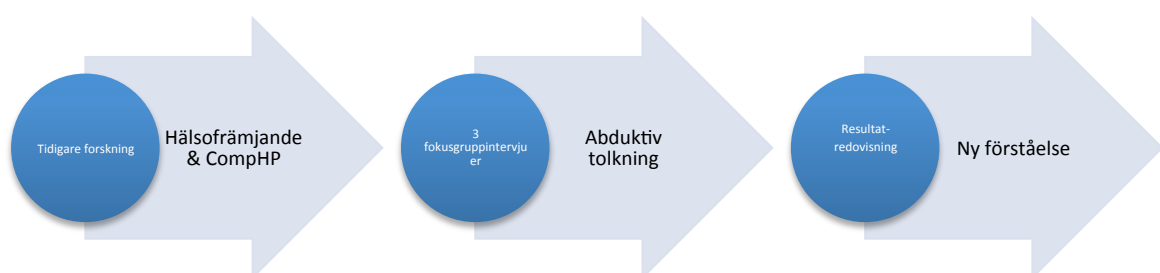 Tidigare forskning
Hälsofrämjande
& CompHP
3
fokusgruppintervju
er
Abduktiv
tolkning
Resultat-
redovisning
Ny förståelse